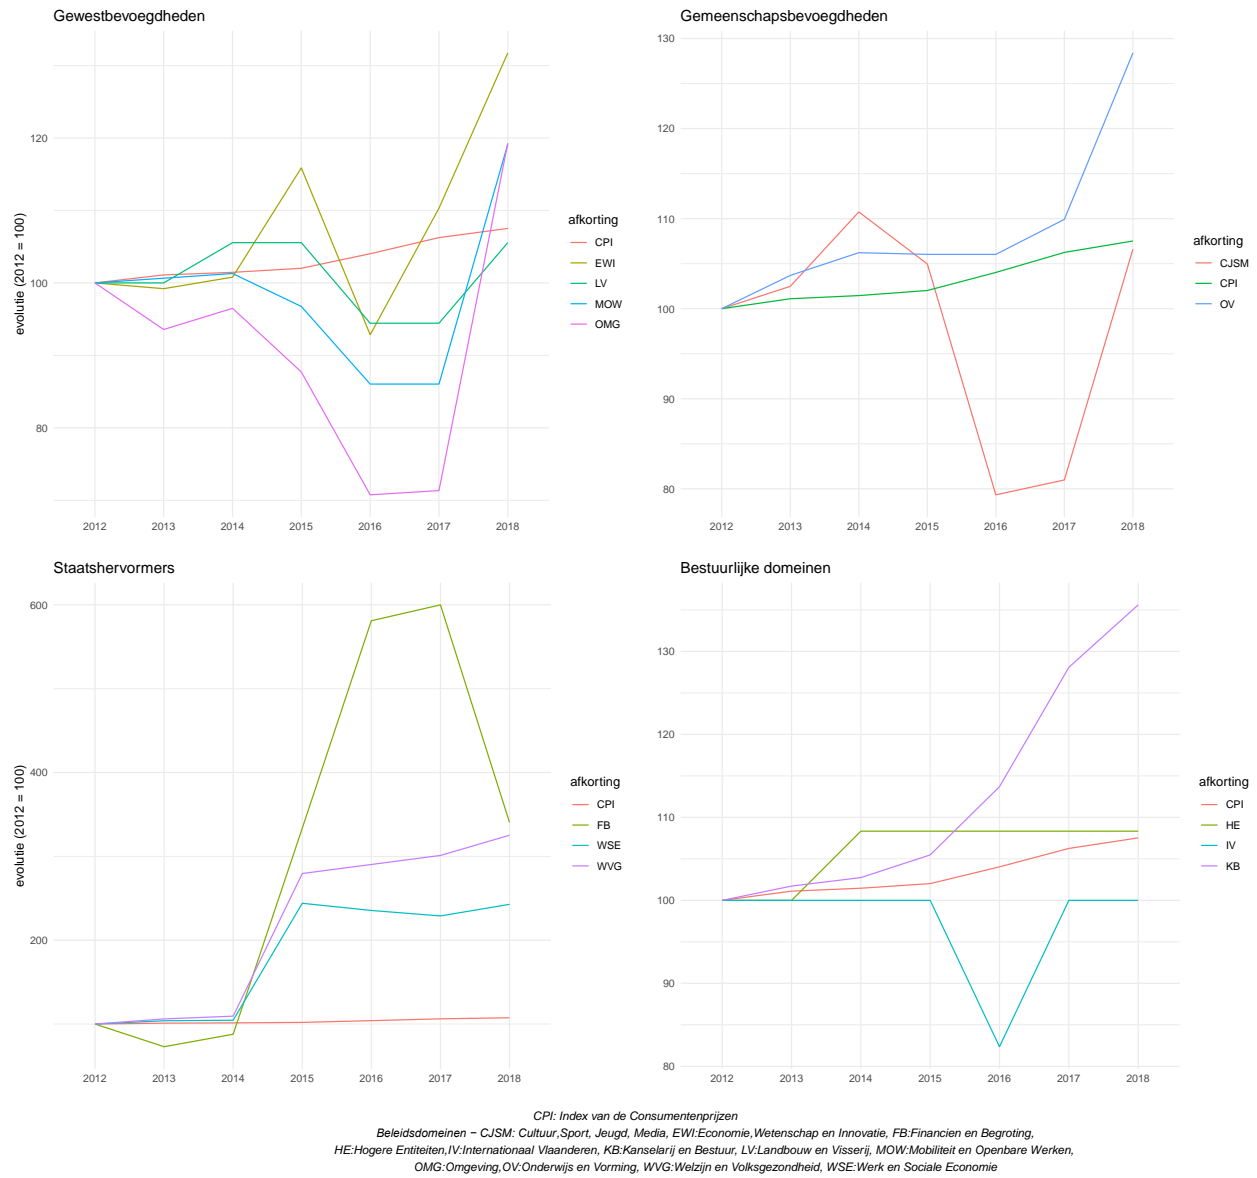 Gewestbevoegdheden
evolutie (2012 = 100)
120
100
80
2012 2013 2014 2015 2016 2017 2018
afkorting
CPI
EWI
LV
MOW
OMG
Gemeenschapsbevoegdheden
130
120
110
100
90
80
2012 2013 2014 2015 2016 2017 2018
afkorting
CJSM
CPI
OV
Staatshervormers
evolutie (2012 = 100)
600
400
200
2012 2013 2014 2015 2016 2017 2018
afkorting
CPI
FB
WSE
WVG
Bestuurlijke domeinen
130
120
110
100
90
80
2012 2013 2014 2015 2016 2017 2018
afkorting
CPI
HE
IV
KB
CPI: Index van de Consumentenprijzen
Beleidsdomeinen − CJSM: Cultuur,Sport, Jeugd, Media, EWI:Economie,Wetenschap en Innovatie, FB:Financien en Begroting,
HE:Hogere Entiteiten,IV:Internationaal Vlaanderen, KB:Kanselarij en Bestuur, LV:Landbouw en Visserij, MOW:Mobiliteit en Openbare Werken,
OMG:Omgeving,OV:Onderwijs en Vorming, WVG:Welzijn en Volksgezondheid, WSE:Werk en Sociale Economie